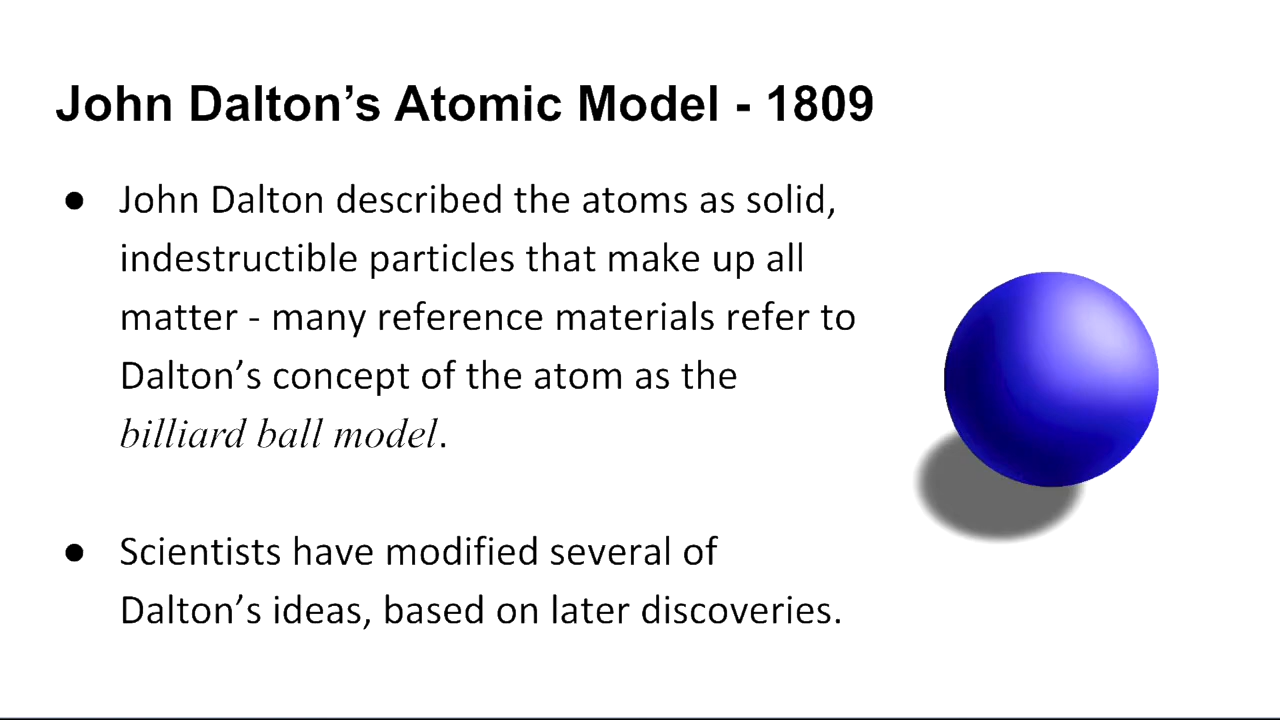 John Dalton’s Atomic Model - 1809
● John Dalton described the atoms as solid,
indestructible particles that make up all
matter - many reference materials refer to
Dalton’s concept of the atom as the
billiard ball model.
● Scientists have modified several of
Dalton’s ideas, based on later discoveries.